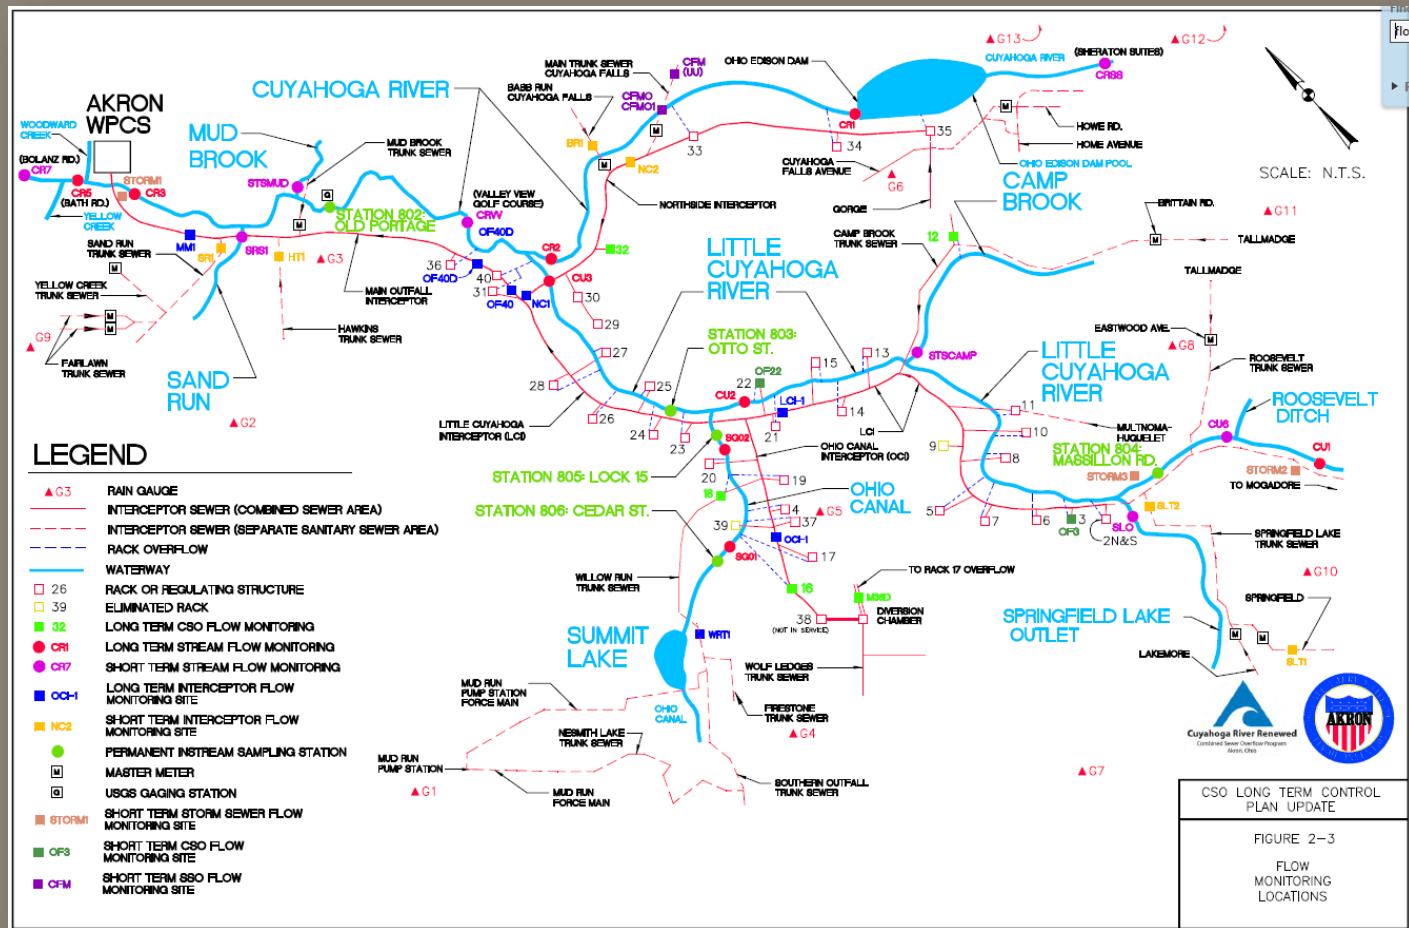 G13
G12
(SHERATON SUITES)
CUYAHOGA RIVER
CRSS
MAIN TRUNK SEWER
CUYAHOGA FALLS
CFM
(UU)
OHIO EDISON DAM
CUYAHOGA RIVER
BABB RUN
CUYAHOGA FALLS
CFMO
CFMO1
CR1
M
HOWE RD.
HOME AVENUE
SCALE: N.T.S.
AKRON
WPCS
WOODWARD
CREEK
MUD
BROOK
MUD BROOK
TRUNK SEWER
BR1
M
M
NC2
33
34
35
CUYAHOGA
FALLS AVENUE
OHIO EDISON DAM POOL
G6
CAMP
BROOK
(BOLANZ RD.)
CR7
CR5
(BATH RD.)
STORM1
CR3
STSMUD
G
(VALLEY VIEW
GOLF COURSE)
CRVV
NORTHSIDE INTERCEPTOR
GORGE
BRITTAIN RD.
G11
YELLOW
CREEK
STATION 802:
OLD PORTAGE
OF40D
CAMP BROOK
TRUNK SEWER
12
M
TALLMADGE
SAND RUN
TRUNK SEWER
MM1
SR1
SRS1
HT1
M
G3
36
OF40D
CR2
32
LITTLE
CUYAHOGA
RIVER
TALLMADGE
M
YELLOW CREEK
TRUNK SEWER
MAIN OUTFALL
INTERCEPTOR
40
31
OF40
NC1
CU3
30
29
M
M
G9
FAIRLAWN
TRUNK SEWER
HAWKINS
TRUNK SEWER
STATION 803:
OTTO ST.
EASTWOOD AVE.
M
G8
SAND
RUN
27
28
15
13
STSCAMP
LITTLE
CUYAHOGA
RIVER
ROOSEVELT
TRUNK SEWER
ROOSEVELT
DITCH
25
22
OF22
CU2
LCI-1
14
G2
26
24
23
21
LITTLE CUYAHOGA
INTERCEPTOR (LCI)
LCI
11
10
MULTNOMA-
HUQUELET
CU6
CU1
OHIO CANAL
INTERCEPTOR (OCI)
9
8
STATION 804:
MASSILLON RD.
STORM3
STORM2
TO MOGADORE
SG02
20
STATION 805: LOCK 15
19
18
OHIO
CANAL
STATION 806: CEDAR ST.
4
39
37
G5
OCI-1
17
SG01
5
7
6
3
OF3
2N&S
SLO
SLT2
SPRINGFIELD LAKE
TRUNK SEWER
WILLOW RUN
TRUNK SEWER
16
TO RACK 17 OVERFLOW
DIVERSION
CHAMBER
38
(NOT IN SERVICE)
G10
SPRINGFIELD
SPRINGFIELD LAKE
OUTLET
M
M
SLT1
LAKEMORE
SUMMIT
LAKE
WRT1
WOLF LEDGES
TRUNK SEWER
MUD RUN
PUMP STATION
FORCE MAIN
OHIO
CANAL
FIRESTONE
TRUNK SEWER
G4
NESMITH LAKE
TRUNK SEWER
MUD RUN
PUMP STATION
G1
MUD RUN
FORCE MAIN
SOUTHERN OUTFALL
TRUNK SEWER
G7
LEGEND
G3 RAIN GAUGE
INTERCEPTOR SEWER (COMBINED SEWER AREA)
INTERCEPTOR SEWER (SEPARATE SANITARY SEWER AREA)
RACK OVERFLOW
WATERWAY
26 RACK OR REGULATING STRUCTURE
39 ELIMINATED RACK
32 LONG TERM CSO FLOW MONITORING
CR1 LONG TERM STREAM FLOW MONITORING
CR7 SHORT TERM STREAM FLOW MONITORING
OCI-1 LONG TERM INTERCEPTOR FLOW
MONITORING SITE
NC2 SHORT TERM INTERCEPTOR FLOW
MONITORING SITE
PERMANENT INSTREAM SAMPLING STATION
M MASTER METER
G USGS GAGING STATION
STORM1 SHORT TERM STORM SEWER FLOW
MONITORING SITE
OF3 SHORT TERM CSO FLOW
MONITORING SITE
CFM SHORT TERM SSO FLOW
MONITORING SITE
Cuyahoga River Renewed
Combined Sewer Overflow Program
Akron, Ohio
AKRON
CSO LONG TERM CONTROL
PLAN UPDATE
FIGURE 2-3
FLOW
MONITORING
LOCATIONS